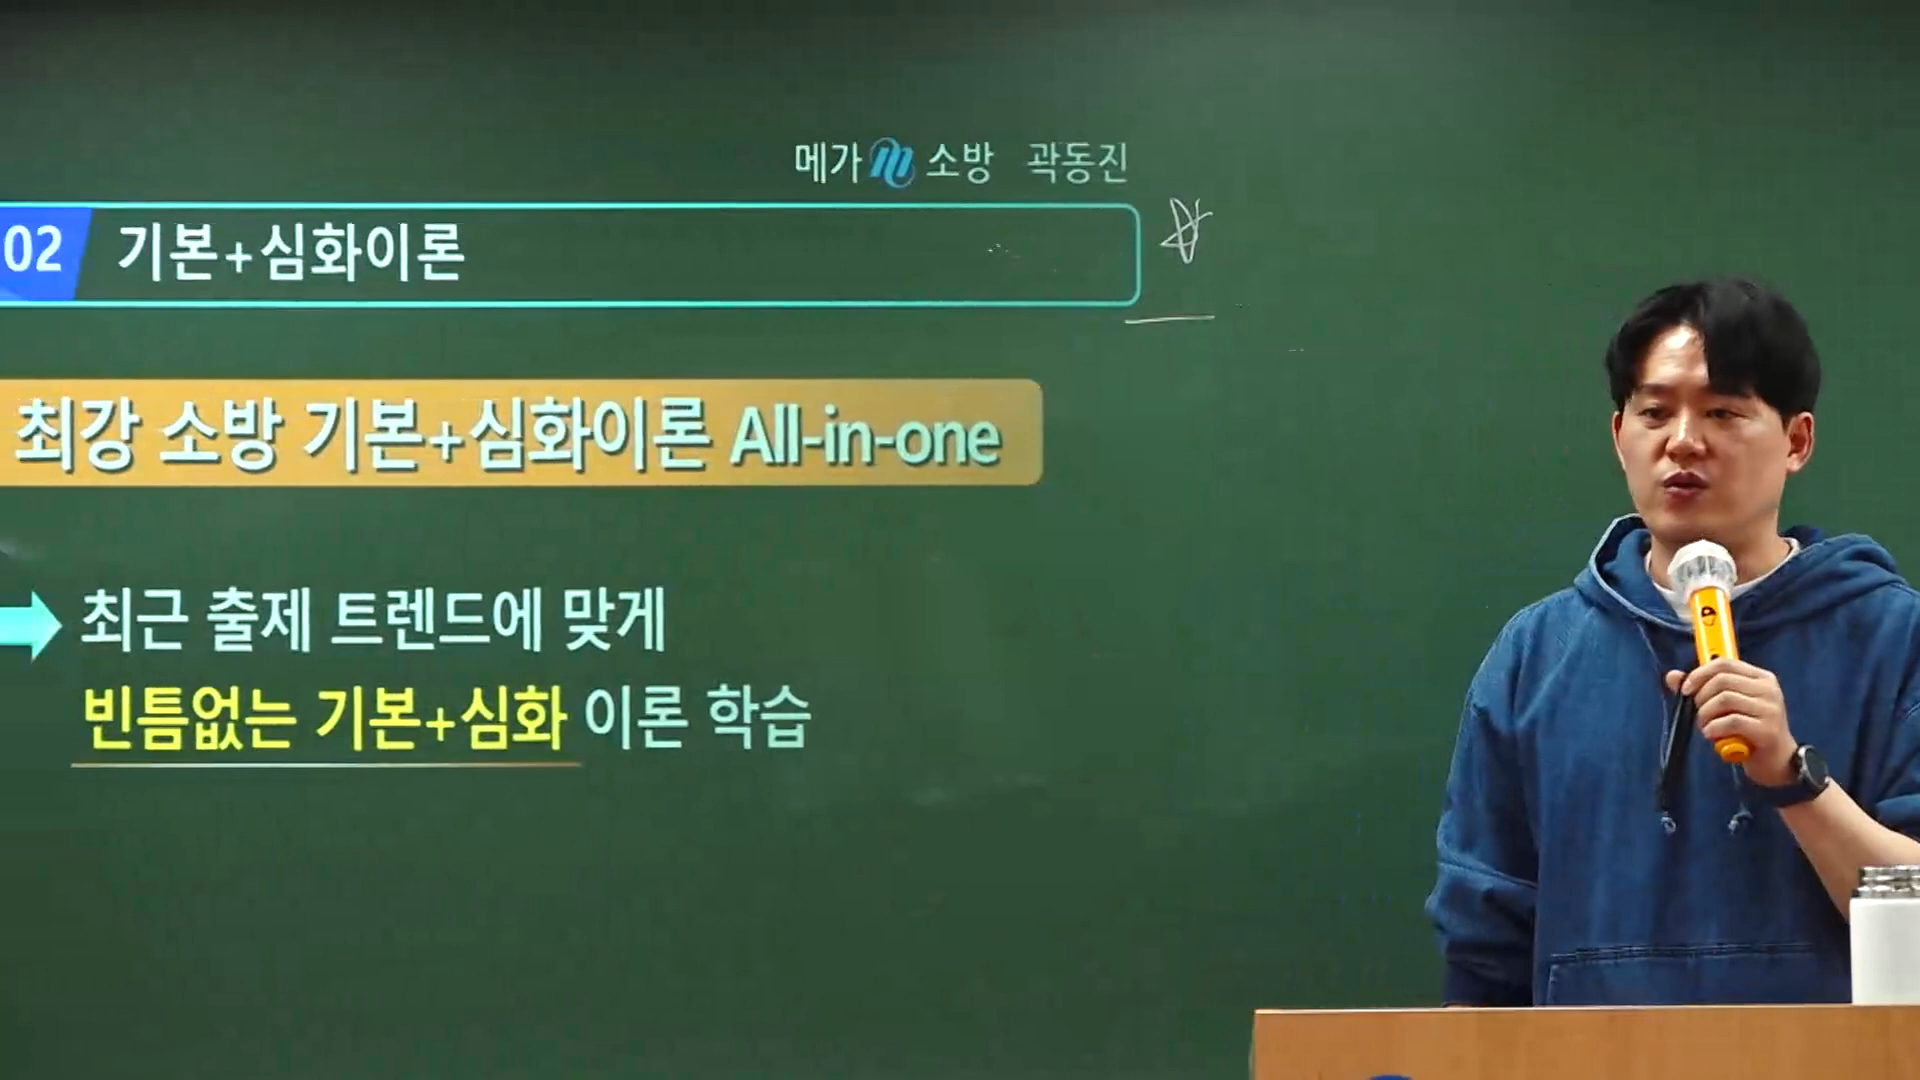 메가 소방 곽동진
02 기본+심화이론
최강 소방 기본+심화이론 All-in-one
최근 출제 트렌드에 맞게
빈틈없는 기본+심화 이론 학습